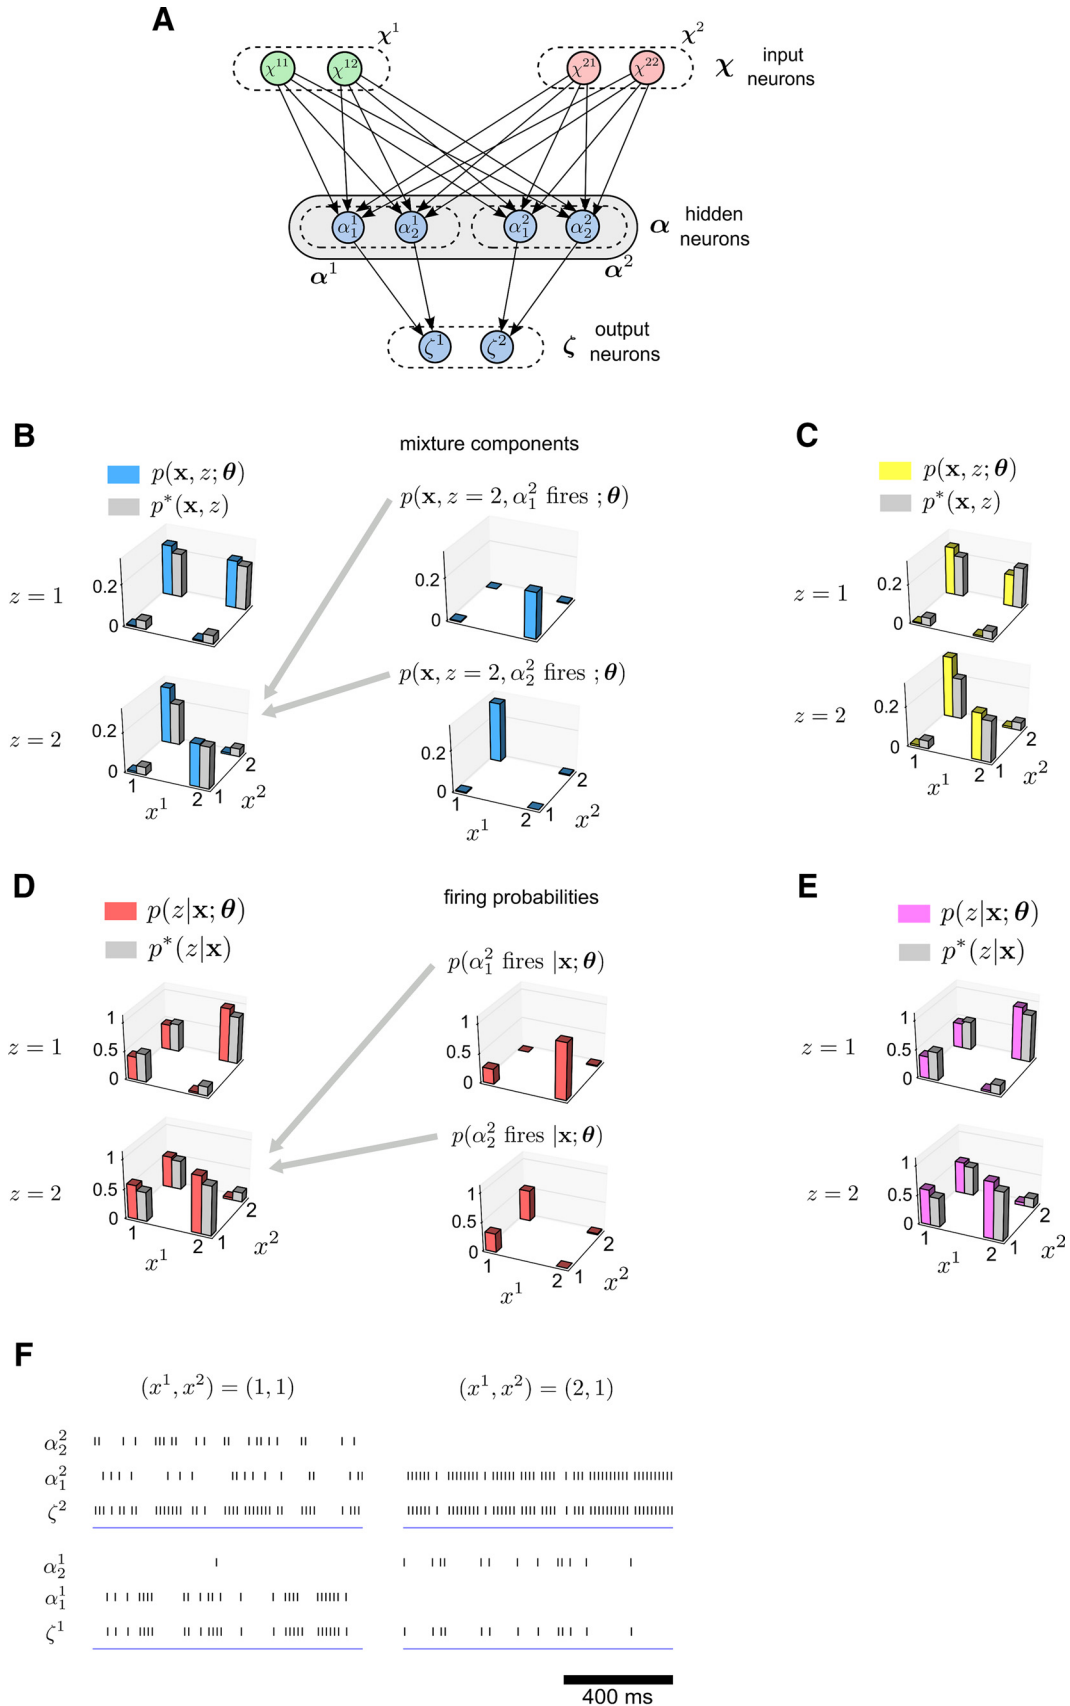 A
χ¹ χ² input
χ¹¹ χ¹² χ²¹ χ²² χ neurons
α₁¹ α₂¹ α₁² α₂² α hidden
neurons
α¹ α²
ζ¹ ζ² ζ output
neurons
B
mixture components
p(x, z; θ)
p*(x, z)
p(x, z = 2, α₁² fires ; θ)
z = 1
0.2
0
0.2
0
p(x, z = 2, α₂² fires ; θ)
z = 2
0.2
0
1
2
1
2
x¹
x²
0.2
0
1
2
1
2
x¹
x²
C
p(x, z; θ)
p*(x, z)
z = 1
0.2
0
z = 2
0.2
0
1
2
1
2
x¹
x²
D
firing probabilities
p(z|x; θ)
p*(z|x)
p(α₁² fires |x; θ)
z = 1
1
0.5
0
1
0.5
0
p(α₂² fires |x; θ)
z = 2
1
0.5
0
1
2
1
2
x¹
x²
1
0.5
0
1
2
1
2
x¹
x²
E
p(z|x; θ)
p*(z|x)
z = 1
1
0.5
0
z = 2
1
0.5
0
1
2
1
2
x¹
x²
F
(x¹, x²) = (1, 1) (x¹, x²) = (2, 1)
α₂²
α₁²
ζ²
α₂¹
α₁¹
ζ¹
400 ms